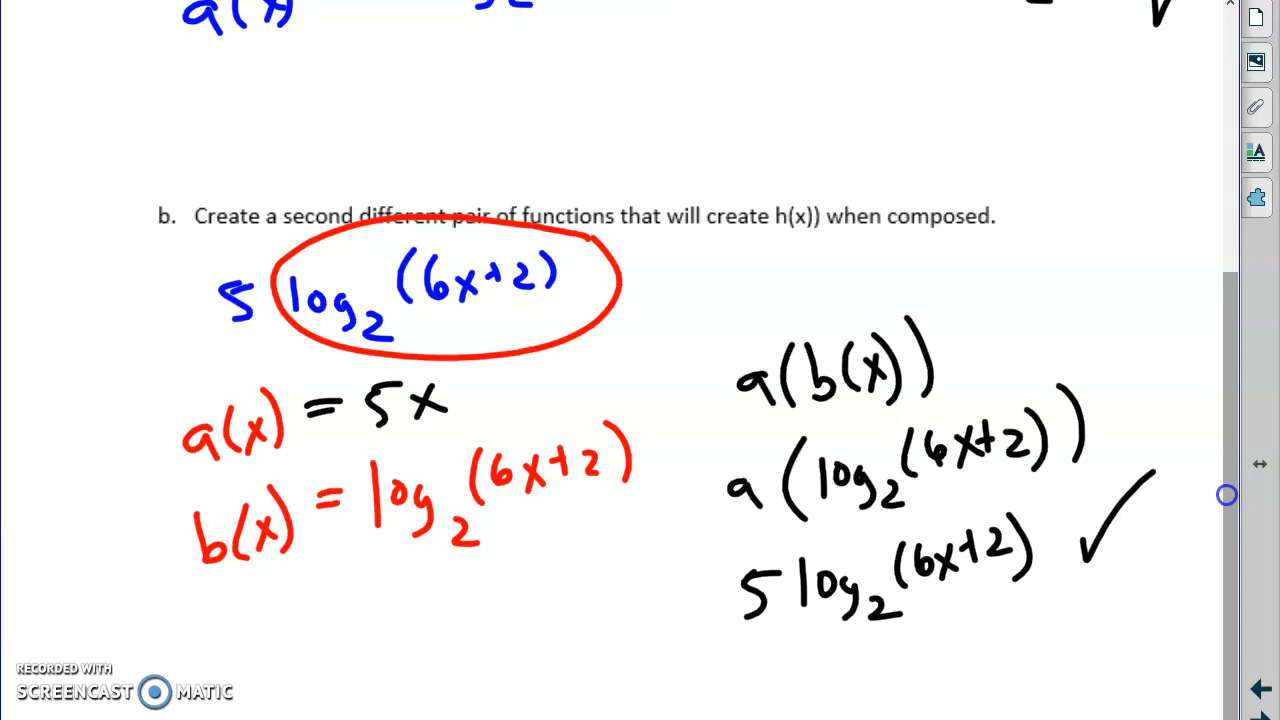 b. Create a second different pair of functions that will create h(x)) when composed.
5 log₂(6x+2)
a(x) = 5x
b(x) = log₂(6x+2)
a(b(x))
a(log₂(6x+2))
5 log₂(6x+2) ✓
RECORDED WITH
SCREENCAST MATIC